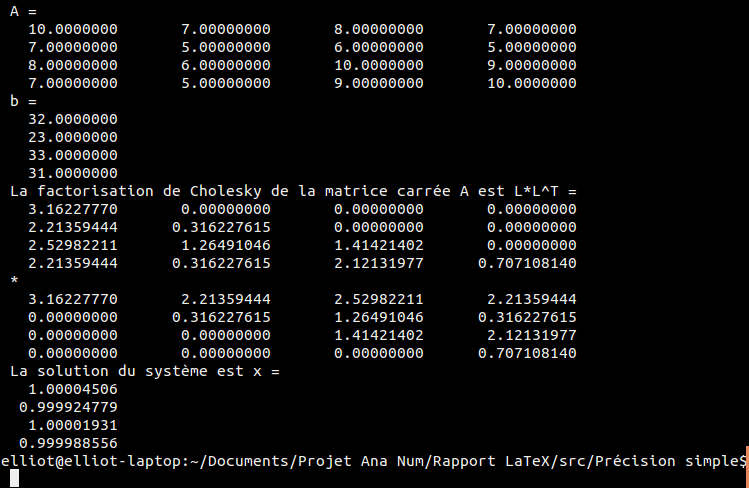 A =
10.0000000 7.00000000 8.00000000 7.00000000
7.00000000 5.00000000 6.00000000 5.00000000
8.00000000 6.00000000 10.0000000 9.00000000
7.00000000 5.00000000 9.00000000 10.0000000
b =
32.0000000
23.0000000
33.0000000
31.0000000
La factorisation de Cholesky de la matrice carrée A est L*L^T =
3.16227770 0.00000000 0.00000000 0.00000000
2.21359444 0.316227615 0.00000000 0.00000000
2.52982211 1.26491046 1.41421402 0.00000000
2.21359444 0.316227615 2.12131977 0.707108140
*
3.16227770 2.21359444 2.52982211 2.21359444
0.00000000 0.316227615 1.26491046 0.316227615
0.00000000 0.00000000 1.41421402 2.12131977
0.00000000 0.00000000 0.00000000 0.707108140
La solution du système est x =
1.00004506
0.999924779
1.00001931
0.999988556
elliot@elliot-laptop:~/Documents/Projet Ana Num/Rapport LaTeX/src/Précision simple$